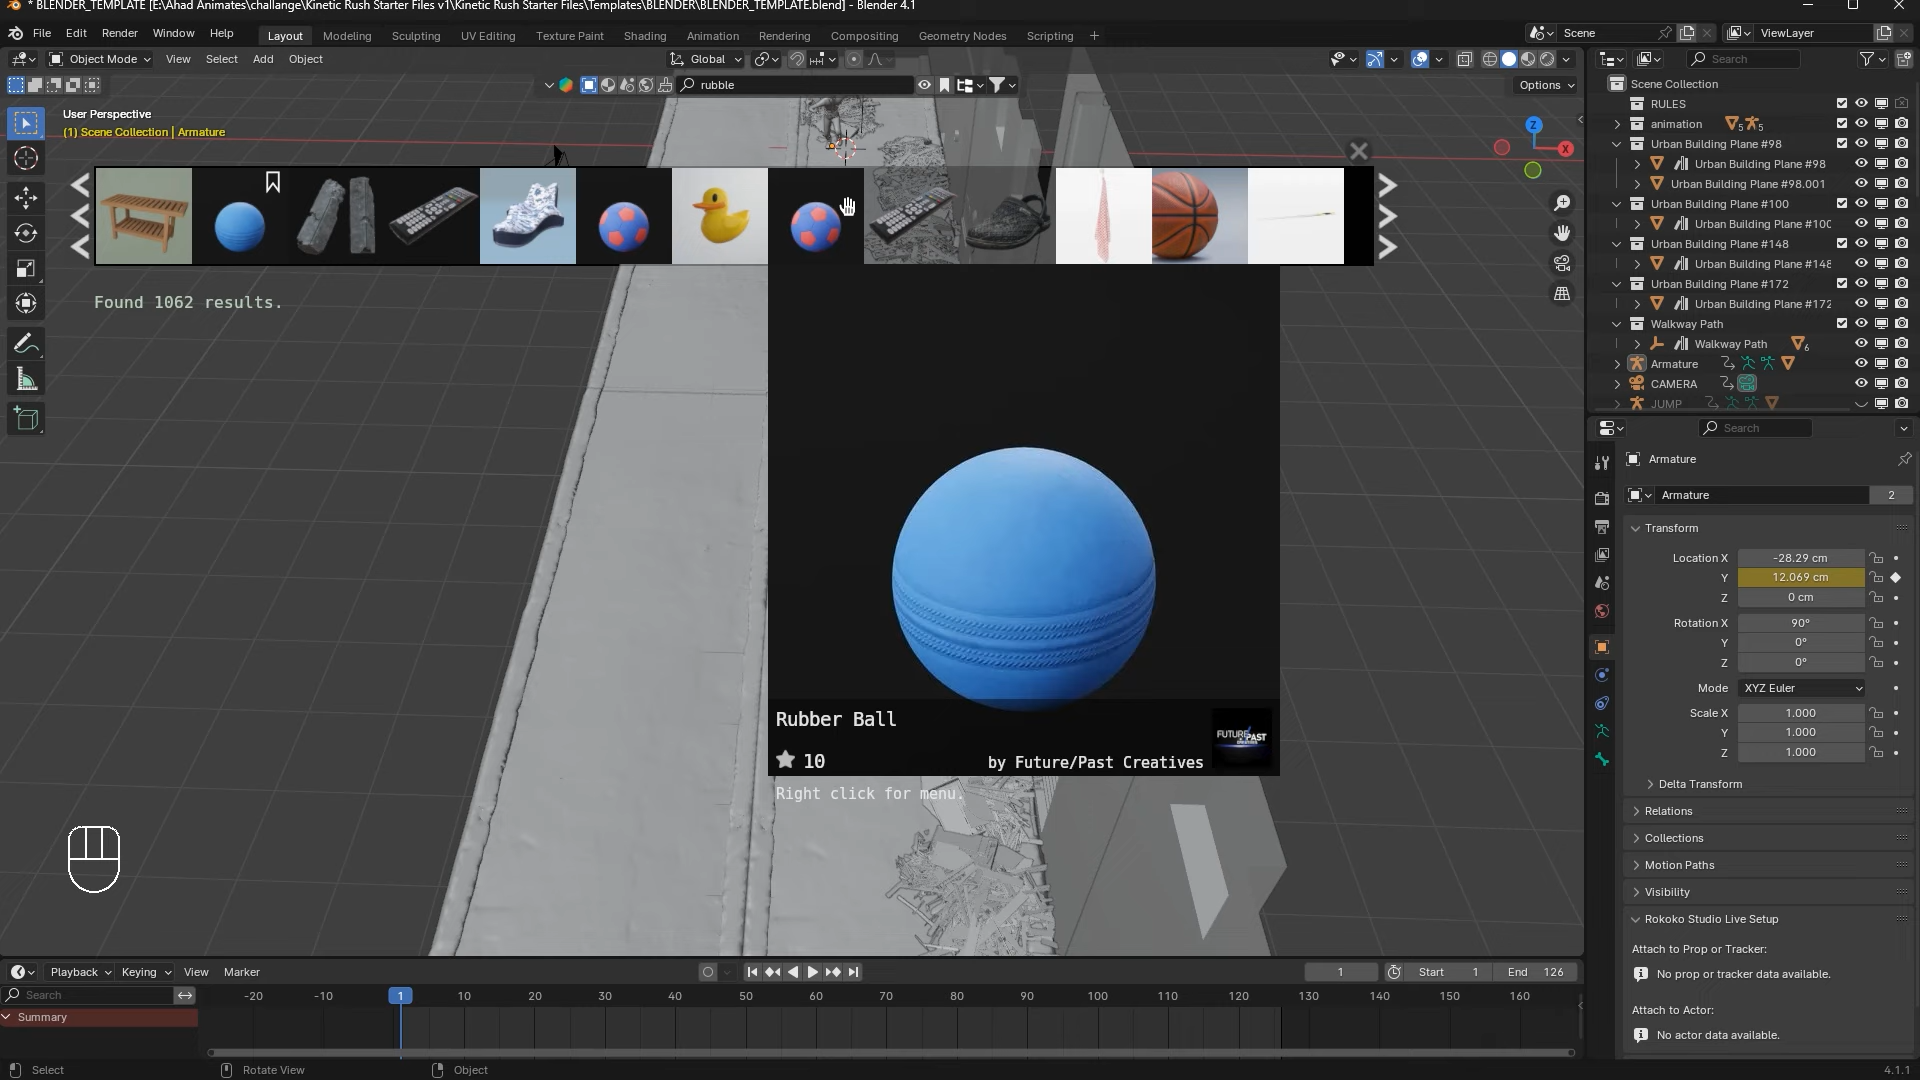 * BLENDER_TEMPLATE [E:\Ahad Animates\challange\Kinetic Rush Starter Files v1\Kinetic Rush Starter Files\Templates\BLENDER\BLENDER_TEMPLATE.blend] - Blender 4.1
File Edit Render Window Help Layout Modeling Sculpting UV Editing Texture Paint Shading Animation Rendering Compositing Geometry Nodes Scripting Scene ViewLayer
Object Mode View Select Add Object Global Search
rubble Options
Scene Collection
RULES
animation 5 5
Urban Building Plane #98
Urban Building Plane #98
Urban Building Plane #98.001
Urban Building Plane #100
Urban Building Plane #100
Urban Building Plane #148
Urban Building Plane #148
Urban Building Plane #172
Urban Building Plane #172
Walkway Path
Walkway Path 6
Armature
CAMERA
JUMP
User Perspective
(1) Scene Collection | Armature
Z
X
Found 1062 results.
Rubber Ball
10
by Future/Past Creatives
FUTURE PAST
Right click for menu.
Search
Armature
Armature 2
Transform
Location X -28.29 cm
Y 12.069 cm
Z 0 cm
Rotation X 90°
Y 0°
Z 0°
Mode XYZ Euler
Scale X 1.000
Y 1.000
Z 1.000
Delta Transform
Relations
Collections
Motion Paths
Visibility
Rokoko Studio Live Setup
Attach to Prop or Tracker:
No prop or tracker data available.
Attach to Actor:
No actor data available.
Playback Keying View Marker 1 Start 1 End 126
Search -20 -10 1 10 20 30 40 50 60 70 80 90 100 110 120 130 140 150 160
Summary
Select Rotate View Object 4.1.1